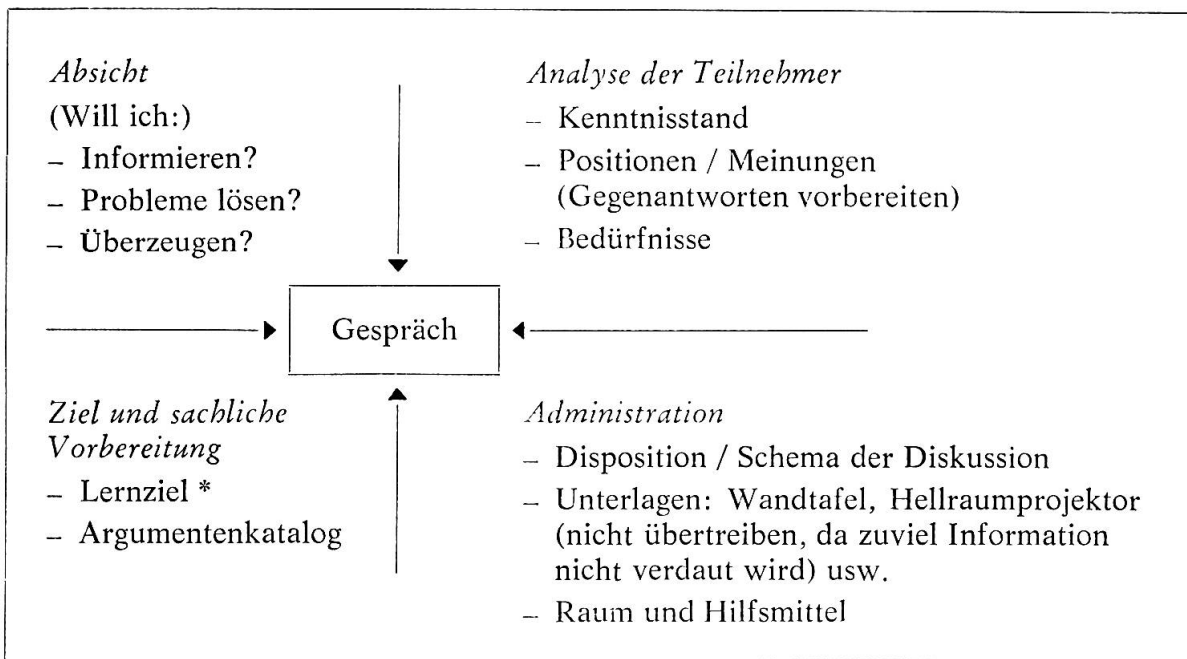 Absicht
(Will ich:)
– Informieren?
– Probleme lösen?
– Überzeugen?
Analyse der Teilnehmer
– Kenntnisstand
– Positionen / Meinungen
(Gegenantworten vorbereiten)
– Bedürfnisse
Gespräch
Ziel und sachliche
Vorbereitung
– Lernziel *
– Argumentenkatalog
Administration
– Disposition / Schema der Diskussion
– Unterlagen: Wandtafel, Hellraumprojektor
(nicht übertreiben, da zuviel Information
nicht verdaut wird) usw.
– Raum und Hilfsmittel